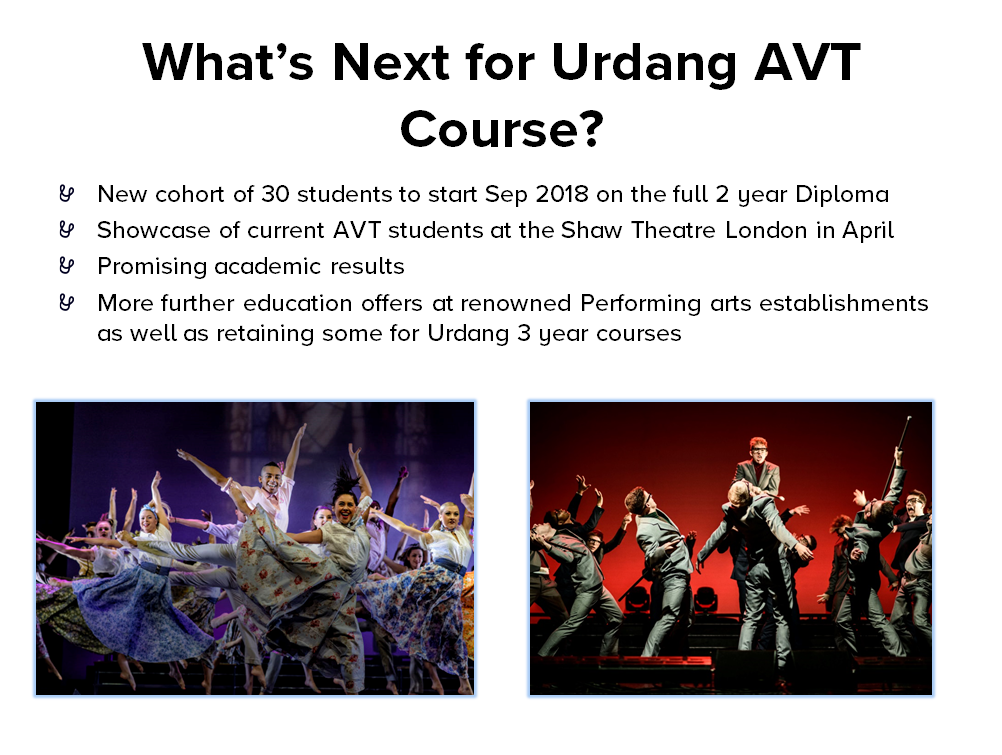 What's Next for Urdang AVT
Course?
New cohort of 30 students to start Sep 2018 on the full 2 year Diploma
Showcase of current AVT students at the Shaw Theatre London in April
Promising academic results
More further education offers at renowned Performing arts establishments
as well as retaining some for Urdang 3 year courses